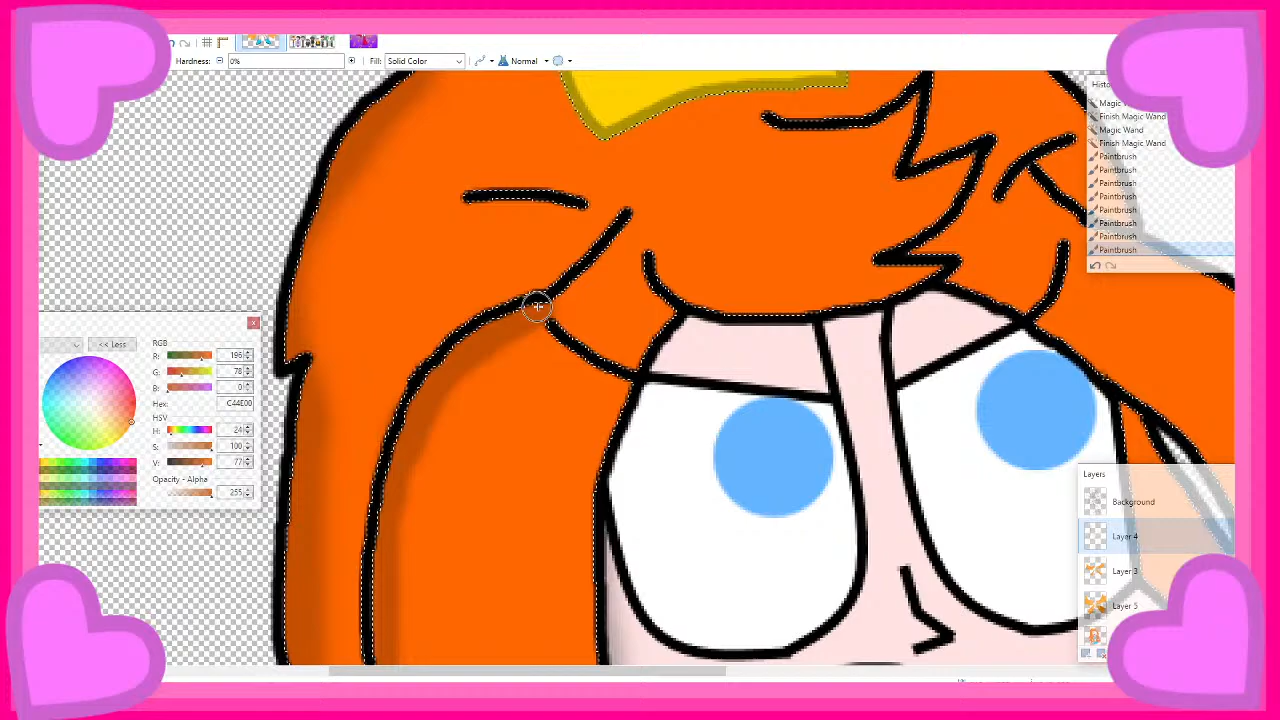 Hardness:
0%
Fill:
Solid Color
Normal
Magic
Finish Magic Wand
Magic Wand
Finish Magic Wand
Paintbrush
Paintbrush
Paintbrush
Paintbrush
Paintbrush
Paintbrush
Paintbrush
Paintbrush
<< Less
RGB
R:
196
G:
78
B:
0
Hex:
C44E00
HSV
H:
24
S:
100
V:
77
Opacity - Alpha
255
Layers
Background
Layer 4
Layer 3
Layer 5